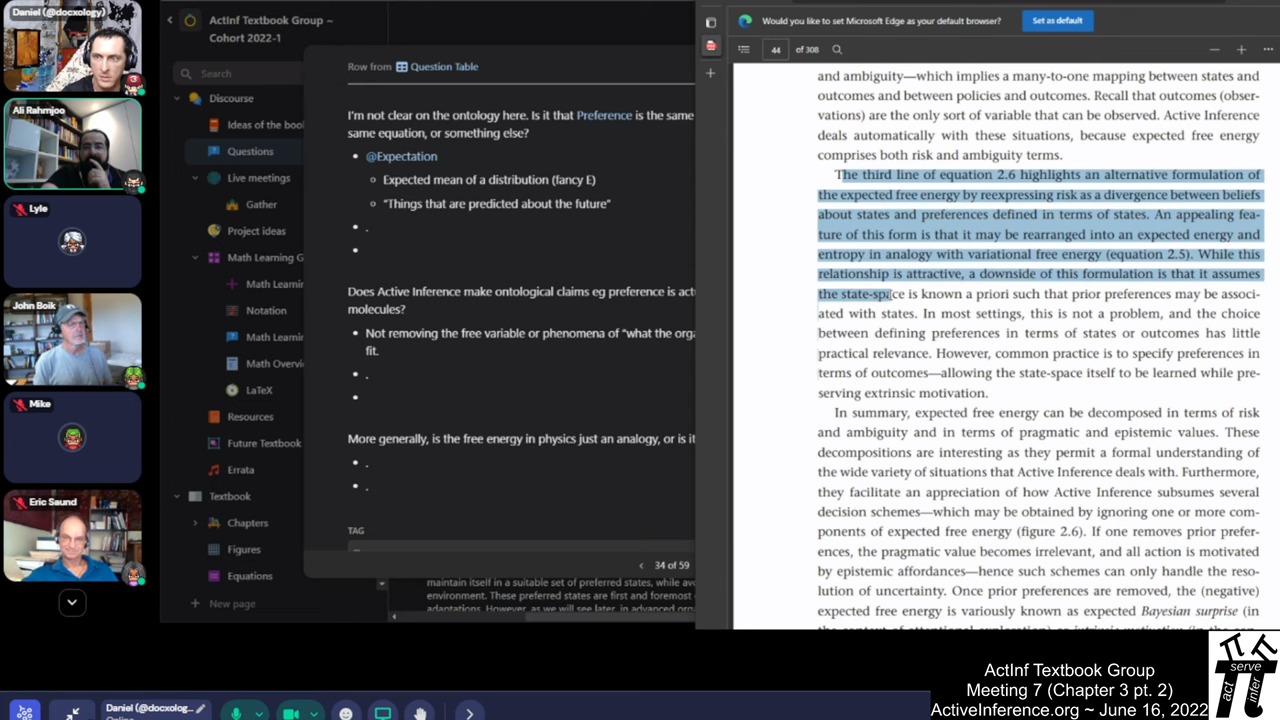 Daniel (@docxology)
Ali Rahmjoo
Lyle
John Boik
Mike
Eric Saund
ActInf Textbook Group ~
Cohort 2022-1
Search
Discourse
Ideas of the boo
Questions
Live meetings
Gather
Project ideas
Math Learning G
Math Learnin
Notation
Math Learnin
Math Overvi
LaTeX
Resources
Future Textbook
Errata
Textbook
Chapters
Figures
Equations
New page
Row from Question Table
I'm not clear on the ontology here. Is it that Preference is the same
same equation, or something else?
@Expectation
Expected mean of a distribution (fancy E)
"Things that are predicted about the future"
.
Does Active Inference make ontological claims eg preference is act
molecules?
Not removing the free variable or phenomena of "what the orga
fit.
.
More generally, is the free energy in physics just an analogy, or is it
.
.
TAG
34 of 59
maintain itself in a suitable set of preferred states, while avo
environment. These preferred states are first and foremost
adaptations. However, as we will see later, in advanced orga
Would you like to set Microsoft Edge as your default browser? Set as default
44 of 308
and ambiguity—which implies a many-to-one mapping between states and
outcomes and between policies and outcomes. Recall that outcomes (obser-
vations) are the only sort of variable that can be observed. Active Inference
deals automatically with these situations, because expected free energy
comprises both risk and ambiguity terms.
The third line of equation 2.6 highlights an alternative formulation of
the expected free energy by reexpressing risk as a divergence between beliefs
about states and preferences defined in terms of states. An appealing fea-
ture of this form is that it may be rearranged into an expected energy and
entropy in analogy with variational free energy (equation 2.5). While this
relationship is attractive, a downside of this formulation is that it assumes
the state-space is known a priori such that prior preferences may be associ-
ated with states. In most settings, this is not a problem, and the choice
between defining preferences in terms of states or outcomes has little
practical relevance. However, common practice is to specify preferences in
terms of outcomes—allowing the state-space itself to be learned while pre-
serving extrinsic motivation.
In summary, expected free energy can be decomposed in terms of risk
and ambiguity and in terms of pragmatic and epistemic values. These
decompositions are interesting as they permit a formal understanding of
the wide variety of situations that Active Inference deals with. Furthermore,
they facilitate an appreciation of how Active Inference subsumes several
decision schemes—which may be obtained by ignoring one or more com-
ponents of expected free energy (figure 2.6). If one removes prior prefer-
ences, the pragmatic value becomes irrelevant, and all action is motivated
by epistemic affordances—hence such schemes can only handle the reso-
lution of uncertainty. Once prior preferences are removed, the (negative)
expected free energy is variously known as expected Bayesian surprise (in
Daniel (@docxolog...
Online
ActInf Textbook Group
Meeting 7 (Chapter 3 pt. 2)
ActiveInference.org ~ June 16, 2022
serve
act
infer